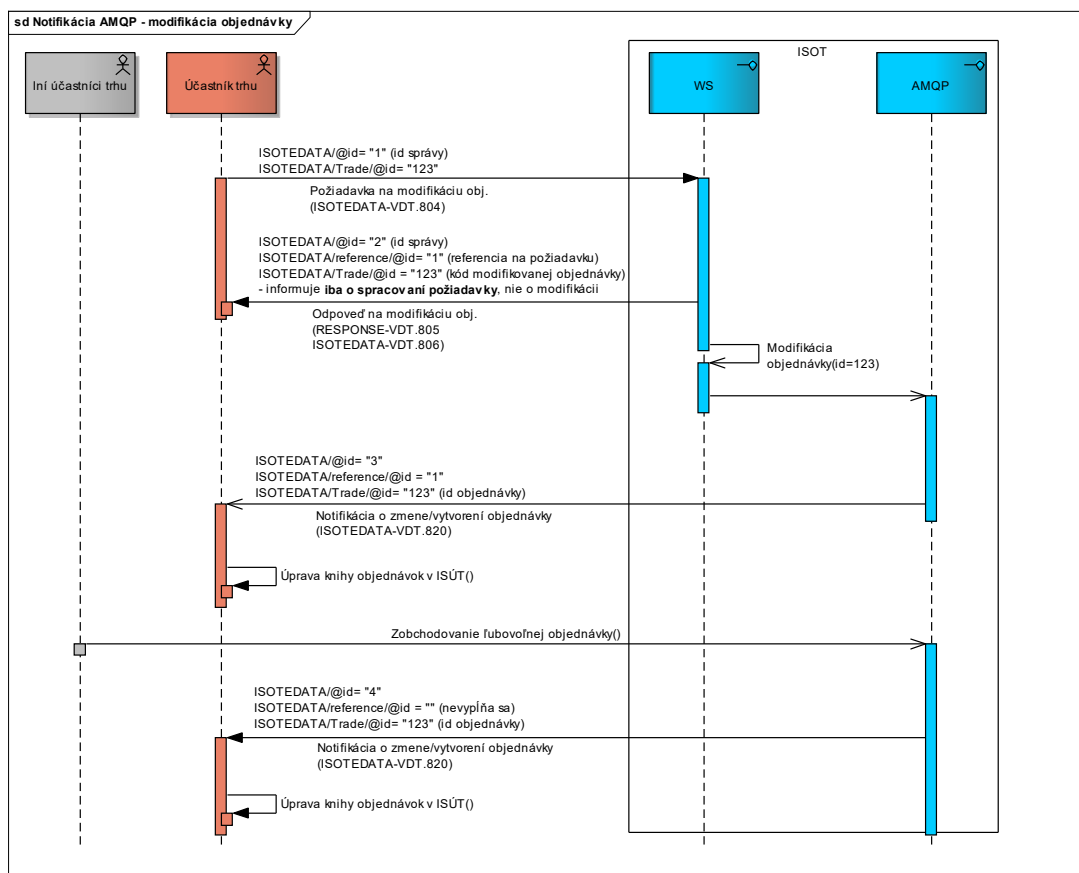 sd Notifikácia AMQP - modifikácia objednávky
ISOT
Iní účastníci trhu
Účastník trhu
WS
AMQP
ISOTEDATA/@id= "1" (id správy)
ISOTEDATA/Trade/@id= "123"
Požiadavka na modifikáciu obj.
(ISOTEDATA-VDT.804)
ISOTEDATA/@id= "2" (id správy)
ISOTEDATA/reference/@id= "1" (referencia na požiadavku)
ISOTEDATA/Trade/@id = "123" (kód modifikovanej objednávky)
- informuje iba o spracovaní požiadavky, nie o modifikácii
Odpoveď na modifikáciu obj.
(RESPONSE-VDT.805
ISOTEDATA-VDT.806)
Modifikácia
objednávky(id=123)
ISOTEDATA/@id= "3"
ISOTEDATA/reference/@id = "1"
ISOTEDATA/Trade/@id= "123" (id objednávky)
Notifikácia o zmene/vytvorení objednávky
(ISOTEDATA-VDT.820)
Úprava knihy objednávok v ISÚT()
Zobchodovanie ľubovoľnej objednávky()
ISOTEDATA/@id= "4"
ISOTEDATA/reference/@id = "" (nevypĺňa sa)
ISOTEDATA/Trade/@id= "123" (id objednávky)
Notifikácia o zmene/vytvorení objednávky
(ISOTEDATA-VDT.820)
Úprava knihy objednávok v ISÚT()